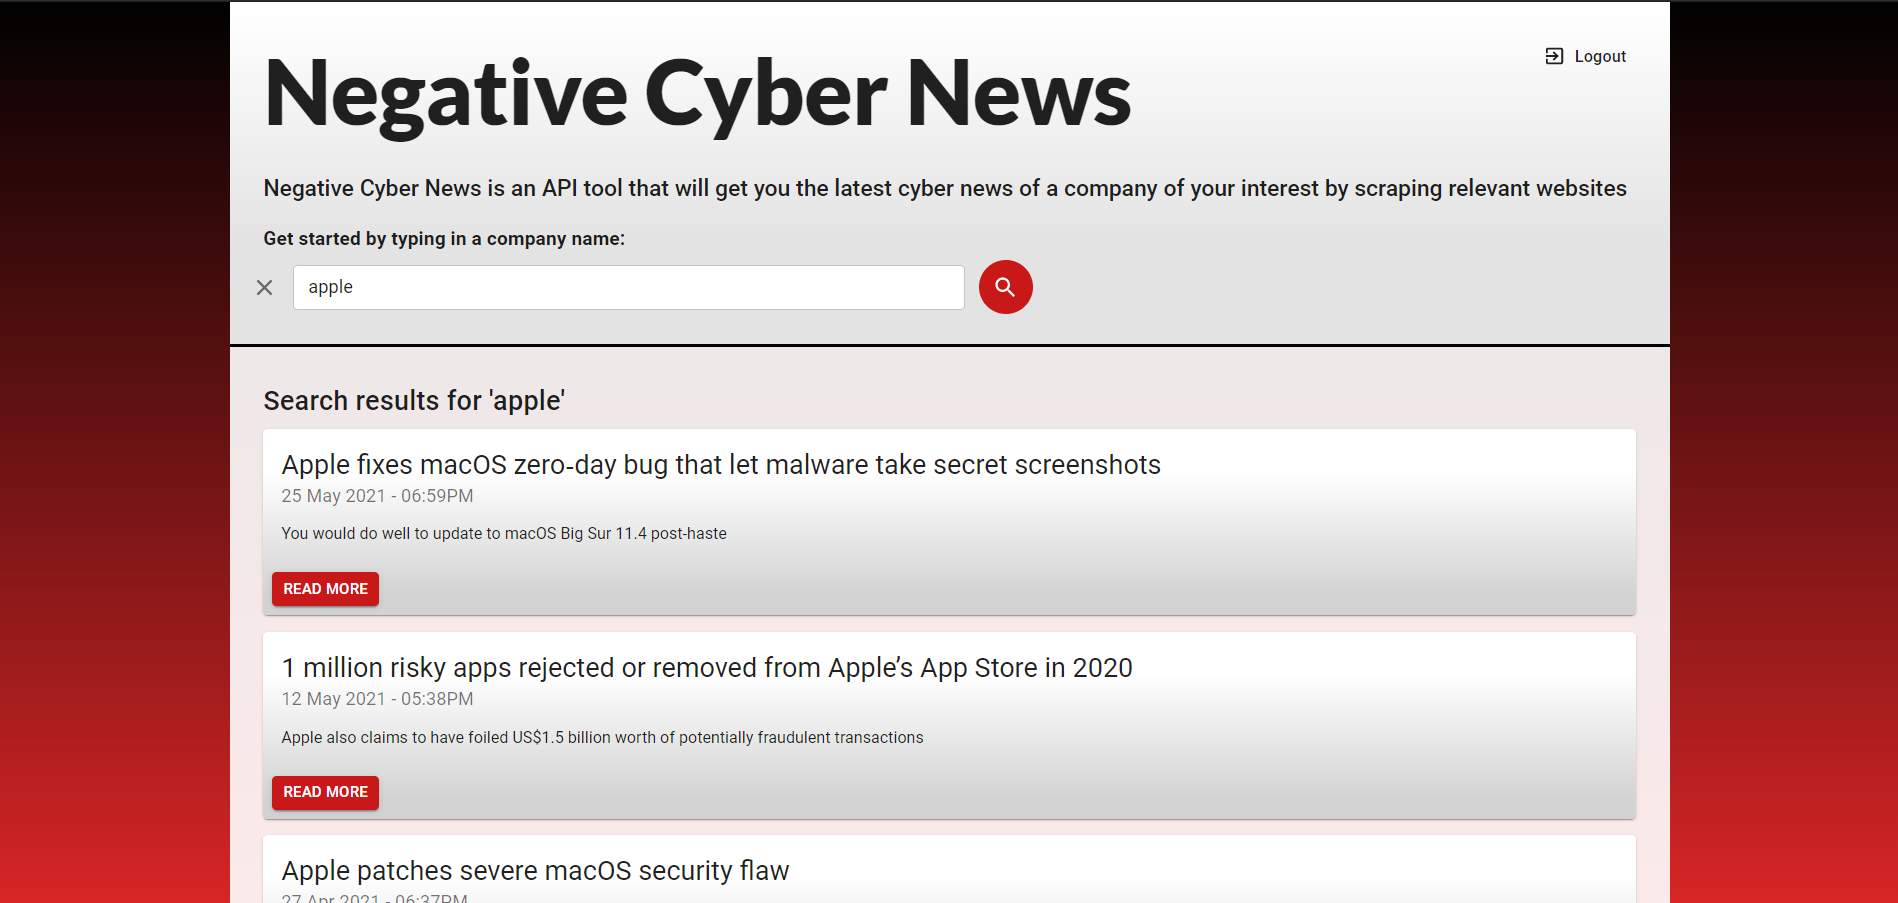 Negative Cyber News
Logout
Negative Cyber News is an API tool that will get you the latest cyber news of a company of your interest by scraping relevant websites
Get started by typing in a company name:
apple
Search results for 'apple'
Apple fixes macOS zero-day bug that let malware take secret screenshots
25 May 2021 - 06:59PM
You would do well to update to macOS Big Sur 11.4 post-haste
READ MORE
1 million risky apps rejected or removed from Apple’s App Store in 2020
12 May 2021 - 05:38PM
Apple also claims to have foiled US$1.5 billion worth of potentially fraudulent transactions
READ MORE
Apple patches severe macOS security flaw
27 Apr 2021 - 06:37PM